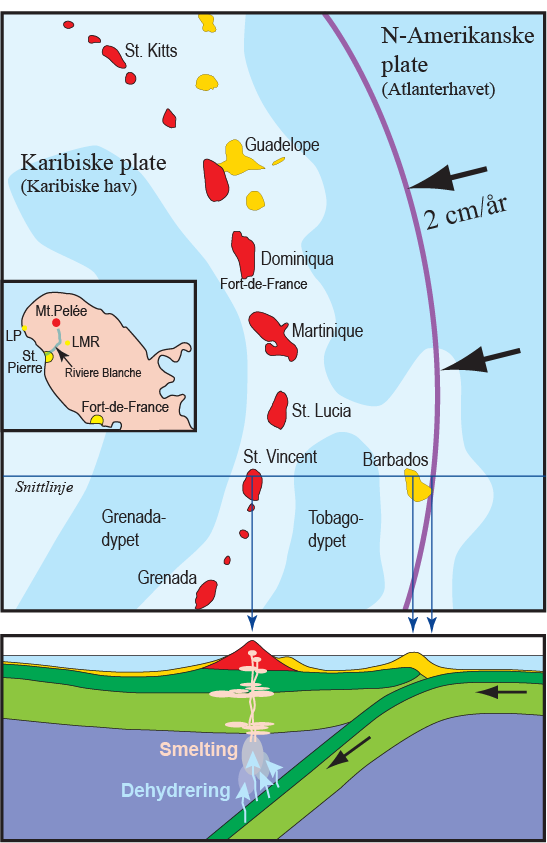 N-Amerikanske
plate
(Atlanterhavet)
St. Kitts
Guadelope
Karibiske plate
(Karibiske hav)
2 cm/år
Dominiqua
Fort-de-France
Martinique
Mt.Pelée
LP
LMR
St.
Pierre
Riviere Blanche
Fort-de-France
St. Lucia
St. Vincent
Barbados
Snittlinje
Grenada-
dypet
Tobago-
dypet
Grenada
Smelting
Dehydrering